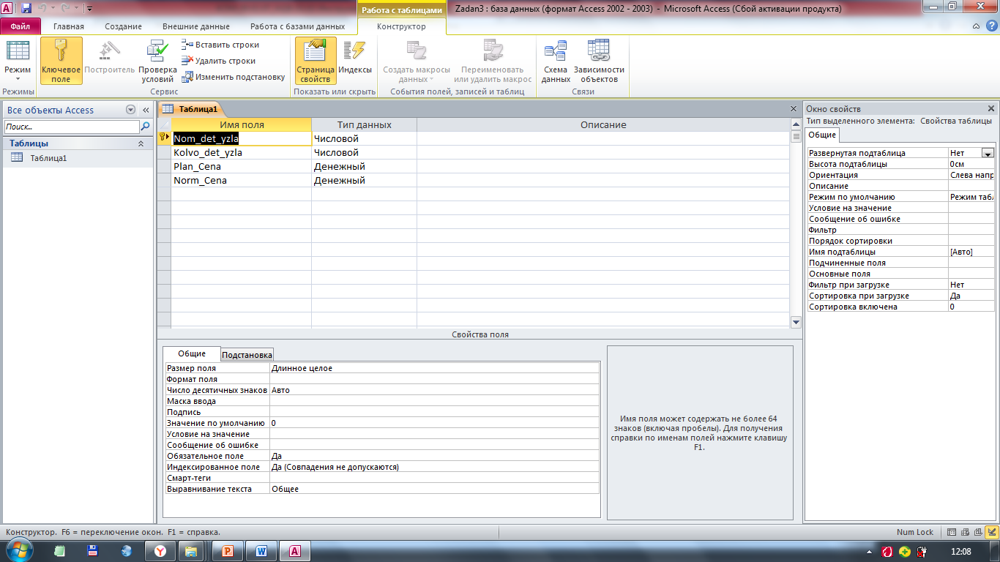 Работа с таблицами
Zadan3 : база данных (формат Access 2002 - 2003) - Microsoft Access (Сбой активации продукта)
Файл Главная Создание Внешние данные Работа с базами данных Конструктор
Режим
Ключевое поле
Построитель
Проверка условий
Вставить строки
Удалить строки
Изменить подстановку
Страница свойств
Индексы
Создать макросы данных
Переименовать или удалить макрос
Схема данных
Зависимости объектов
Режимы Сервис Показать или скрыть События полей, записей и таблиц Связи
Все объекты Access
Поиск...
Таблицы
Таблица1
Таблица1
Имя поля Тип данных Описание
Nom_det_yzla Числовой
Kolvo_det_yzla Числовой
Plan_Cena Денежный
Norm_Cena Денежный
Свойства поля
Общие Подстановка
Размер поля Длинное целое
Формат поля
Число десятичных знаков Авто
Маска ввода
Подпись
Значение по умолчанию 0
Условие на значение
Сообщение об ошибке
Обязательное поле Да
Индексированное поле Да (Совпадения не допускаются)
Смарт-теги
Выравнивание текста Общее
Имя поля может содержать не более 64
знаков (включая пробелы). Для получения
справки по именам полей нажмите клавишу
F1.
Окно свойств
Тип выделенного элемента: Свойства таблицы
Общие
Развернутая подтаблица Нет
Высота подтаблицы 0см
Ориентация Слева напр
Описание
Режим по умолчанию Режим табл
Условие на значение
Сообщение об ошибке
Фильтр
Порядок сортировки
Имя подтаблицы [Авто]
Подчиненные поля
Основные поля
Фильтр при загрузке Нет
Сортировка при загрузке Да
Сортировка включена 0
Конструктор. F6 = переключение окон. F1 = справка.
Num Lock
12:08